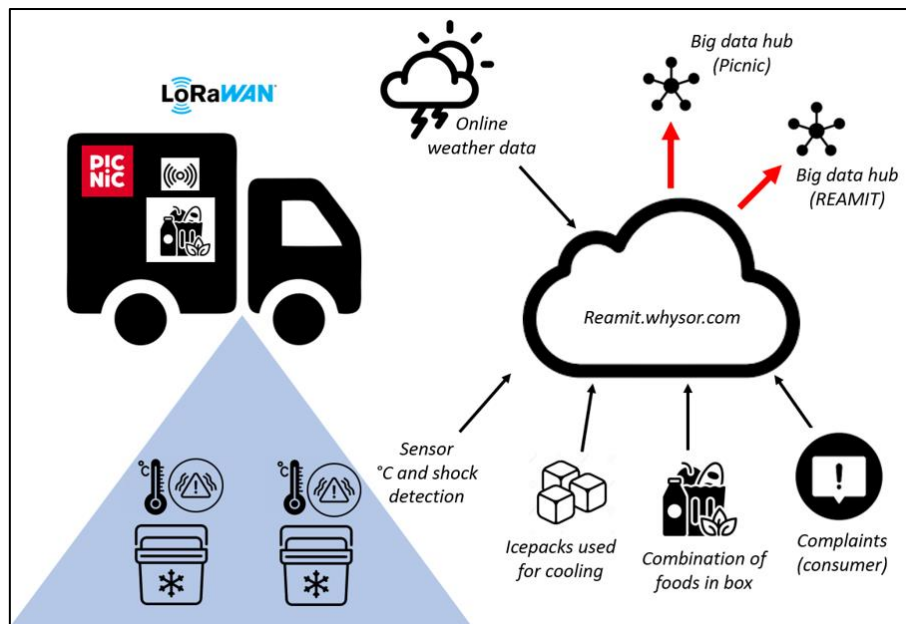 LoRaWAN
PIC
NIC
Online
weather data
Big data hub
(Picnic)
Big data hub
(REAMIT)
Reamit.whysor.com
°C
°C
Sensor
°C and shock
detection
Icepacks used
for cooling
Combination of
foods in box
Complaints
(consumer)